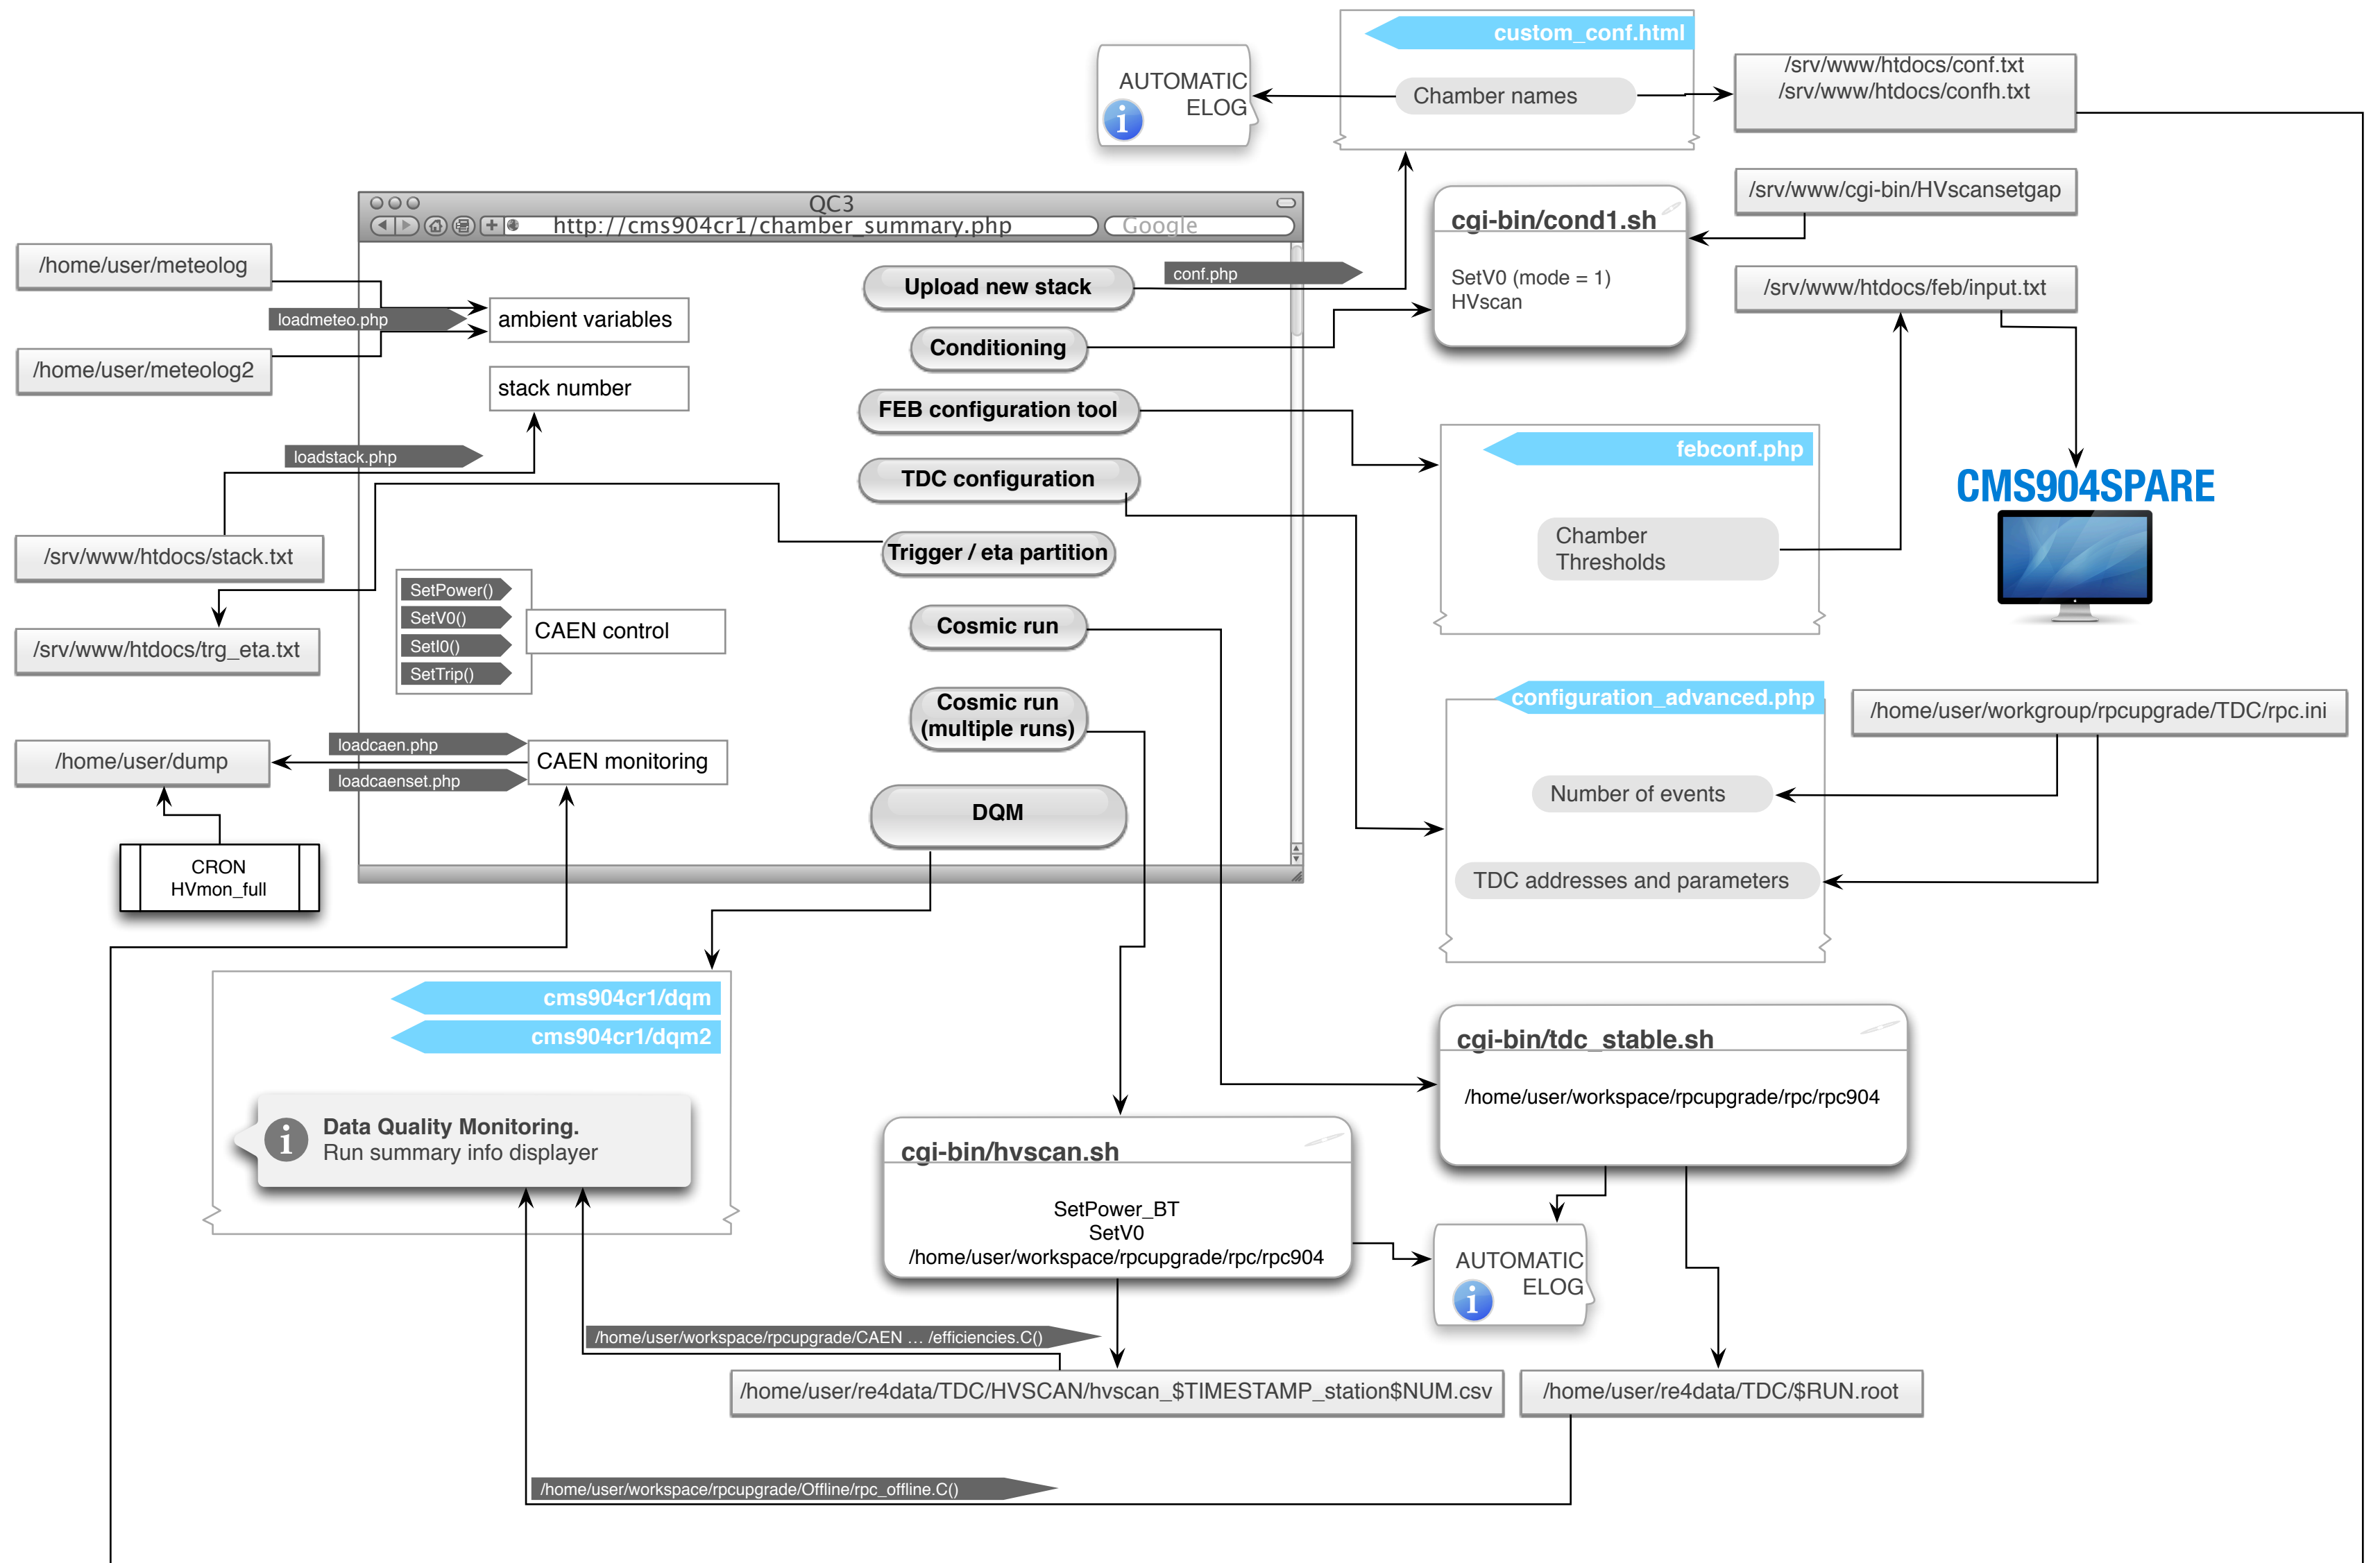 custom_conf.html
AUTOMATIC
ELOG
Chamber names
/srv/www/htdocs/conf.txt
/srv/www/htdocs/confh.txt
QC3
http://cms904cr1/chamber_summary.php
Google
/home/user/meteolog
loadmeteo.php
/home/user/meteolog2
ambient variables
stack number
loadstack.php
/srv/www/htdocs/stack.txt
/srv/www/htdocs/trg_eta.txt
SetPower()
SetV0()
SetI0()
SetTrip()
CAEN control
loadcaen.php
loadcaenset.php
CAEN monitoring
/home/user/dump
CRON
HVmon_full
Upload new stack
conf.php
Conditioning
FEB configuration tool
TDC configuration
Trigger / eta partition
Cosmic run
Cosmic run
(multiple runs)
DQM
cgi-bin/cond1.sh
SetV0 (mode = 1)
HVscan
/srv/www/cgi-bin/HVscansetgap
/srv/www/htdocs/feb/input.txt
febconf.php
Chamber
Thresholds
CMS904SPARE
configuration_advanced.php
/home/user/workgroup/rpcupgrade/TDC/rpc.ini
Number of events
TDC addresses and parameters
cms904cr1/dqm
cms904cr1/dqm2
Data Quality Monitoring.
Run summary info displayer
cgi-bin/hvscan.sh
SetPower_BT
SetV0
/home/user/workspace/rpcupgrade/rpc/rpc904
cgi-bin/tdc_stable.sh
/home/user/workspace/rpcupgrade/rpc/rpc904
AUTOMATIC
ELOG
/home/user/workspace/rpcupgrade/CAEN … /efficiencies.C()
/home/user/re4data/TDC/HVSCAN/hvscan_$TIMESTAMP_station$NUM.csv
/home/user/re4data/TDC/$RUN.root
/home/user/workspace/rpcupgrade/Offline/rpc_offline.C()